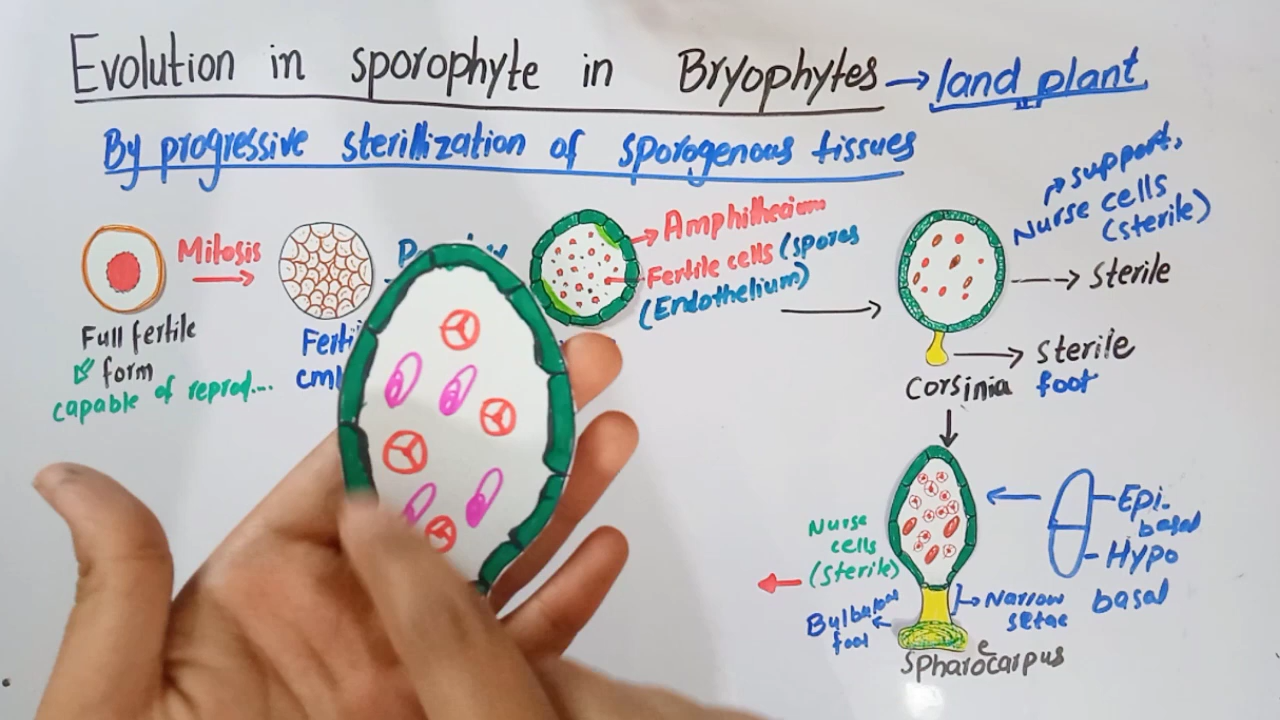 Evolution in sporophyte in Bryophytes → land plant
By progressive sterillization of sporogenous tissues
support,
Nurse cells
(sterile)
Mitosis
Amphithecium
Fertile cells (spores
(Endothelium)
Full fertile
form
capable of reprod....
Ferti
sterile
sterile
foot
Corsinia
Nurse
cells
(sterile)
Epi-
basal
Hypo
basal
Narrow
setae
Bulbulous
foot
Sphaerocarpus